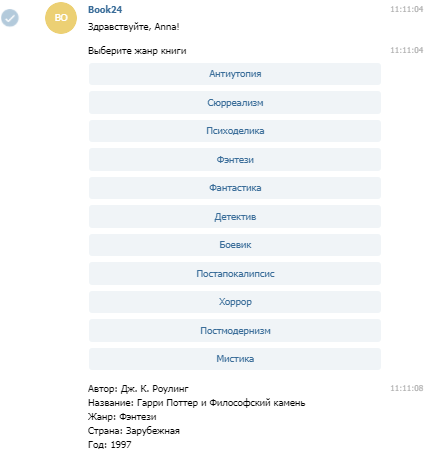 Book24 11:11:04
ВО
Здравствуйте, Anna!
Выберите жанр книги 11:11:04
Антиутопия
Сюрреализм
Психоделика
Фэнтези
Фантастика
Детектив
Боевик
Постапокалипсис
Хоррор
Постмодернизм
Мистика
Автор: Дж. К. Роулинг 11:11:08
Название: Гарри Поттер и Философский камень
Жанр: Фэнтези
Страна: Зарубежная
Год: 1997